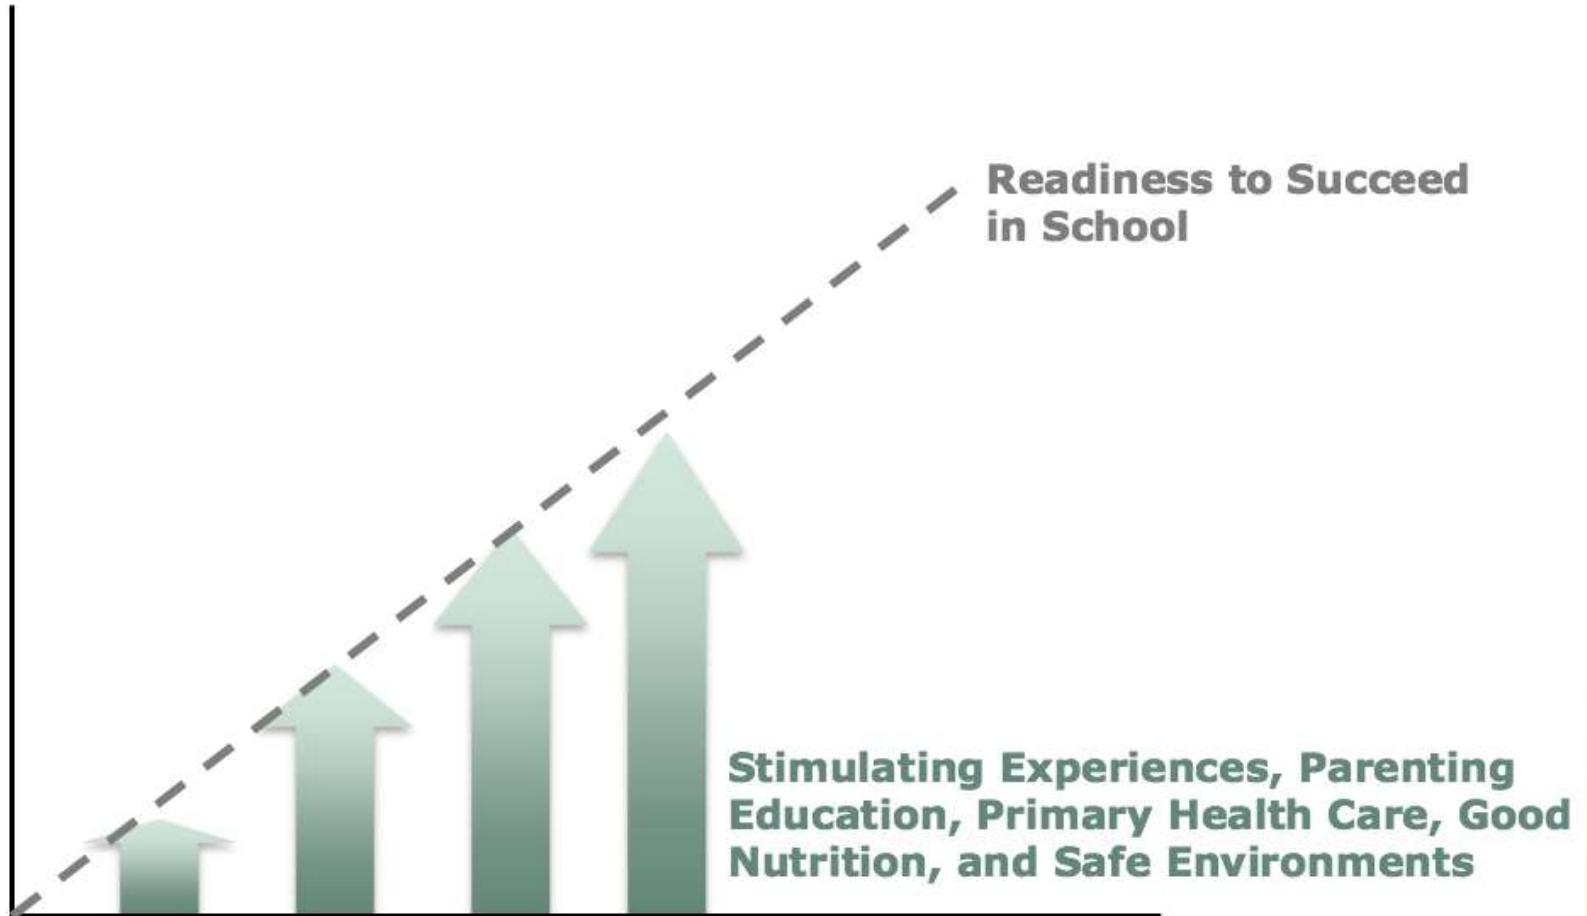 Readiness to Succeed
in School
Stimulating Experiences, Parenting
Education, Primary Health Care, Good
Nutrition, and Safe Environments